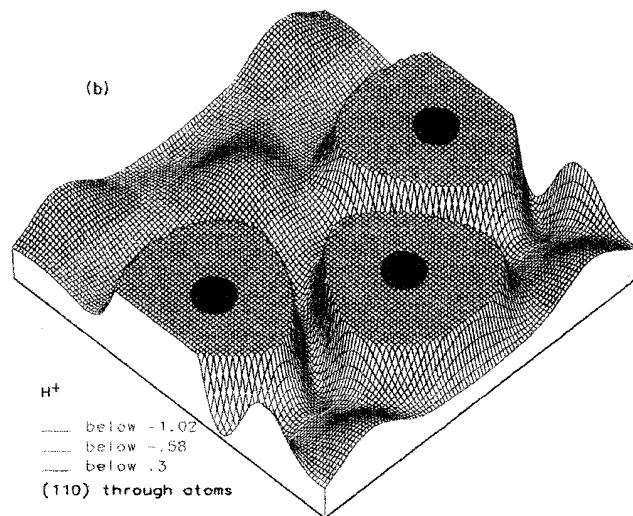 (b)
H+
below -1.02
below -.58
below .3
(110) through atoms